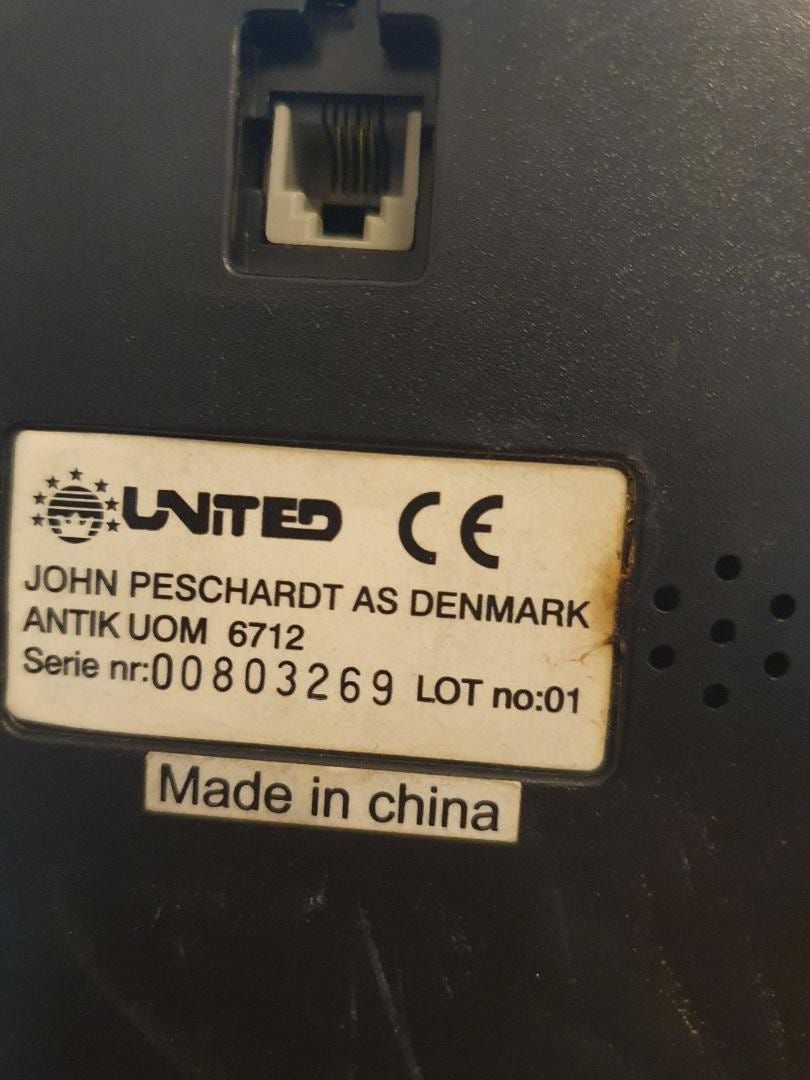 UNITED CE
JOHN PESCHARDT AS DENMARK
ANTIK UOM 6712
Serie nr:00803269 LOT no:01
Made in china